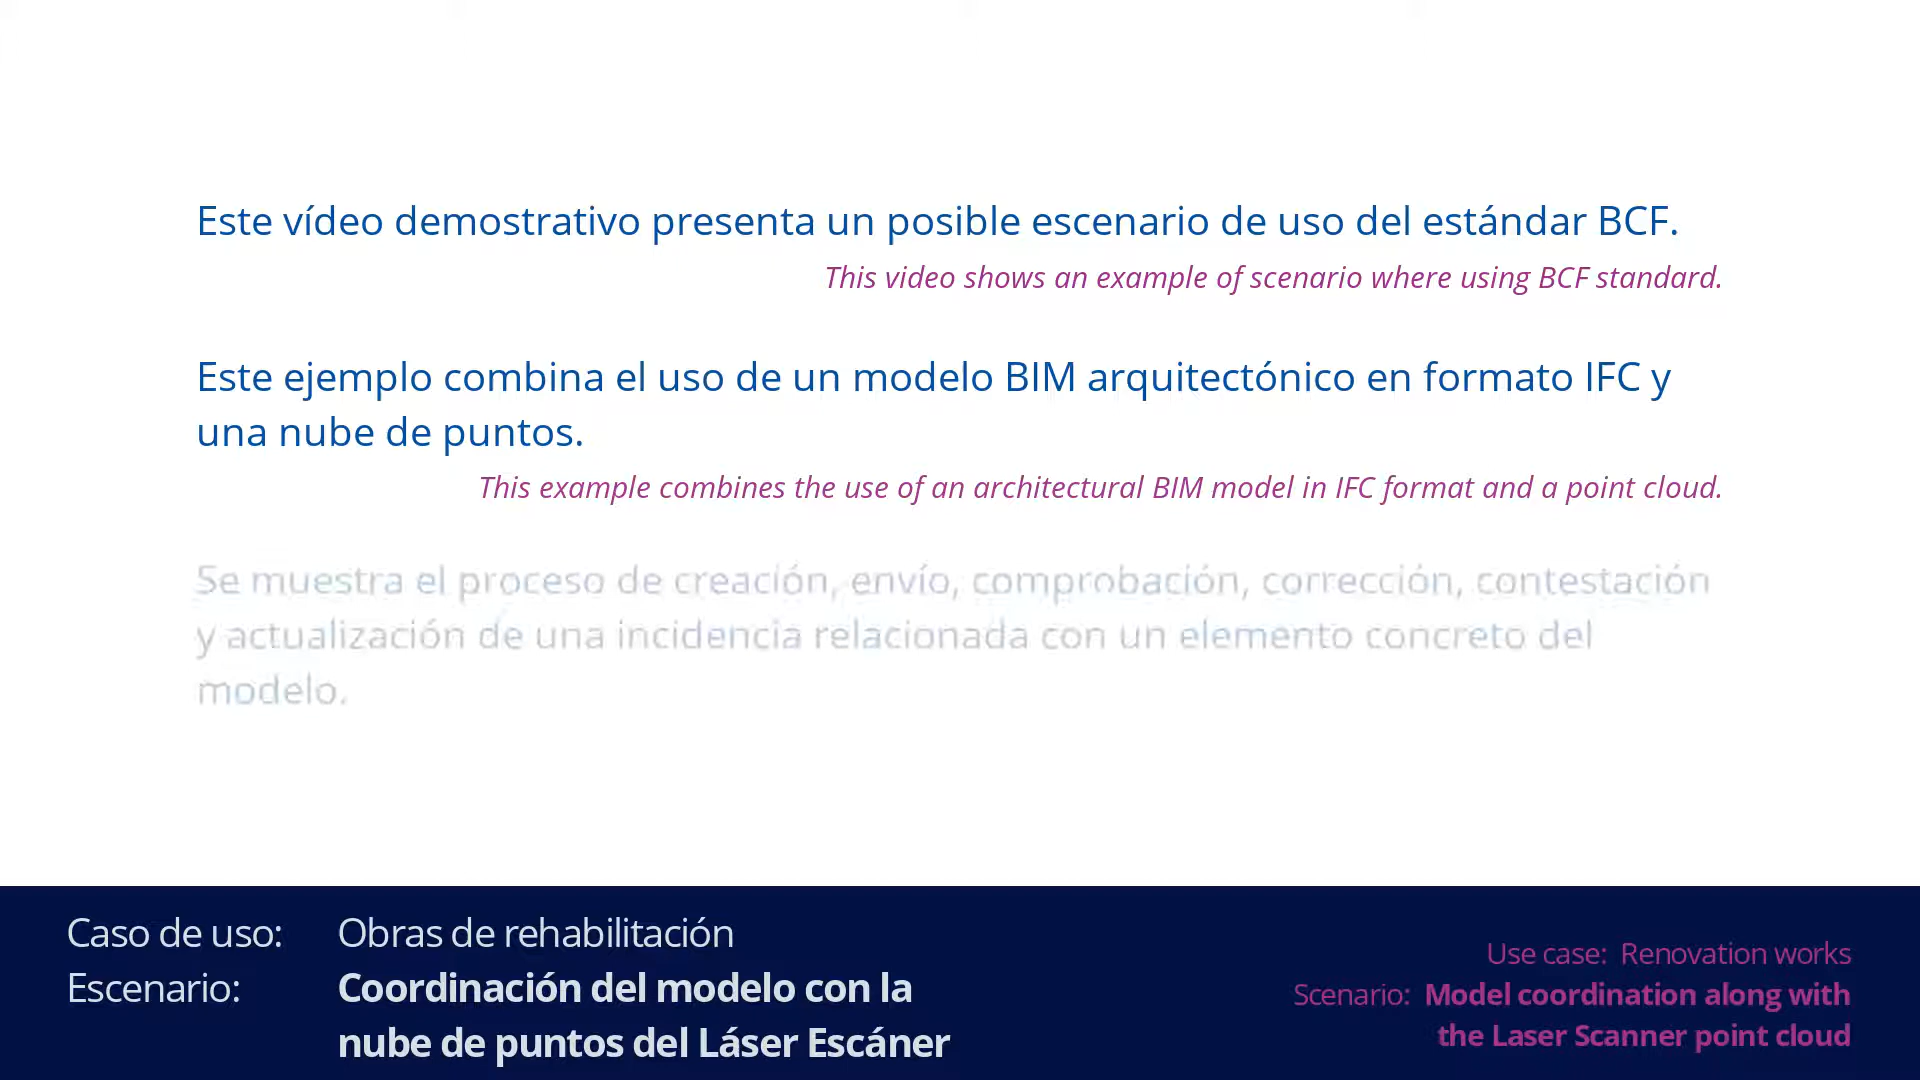 Este vídeo demostrativo presenta un posible escenario de uso del estándar BCF.
This video shows an example of scenario where using BCF standard.
Este ejemplo combina el uso de un modelo BIM arquitectónico en formato IFC y
una nube de puntos.
This example combines the use of an architectural BIM model in IFC format and a point cloud.
Se muestra el proceso de creación, envío, comprobación, corrección, contestación
y actualización de una incidencia relacionada con un elemento concreto del
modelo.
Caso de uso: Obras de rehabilitación
Escenario: Coordinación del modelo con la
nube de puntos del Láser Escáner
Use case: Renovation works
Scenario: Model coordination along with
the Laser Scanner point cloud